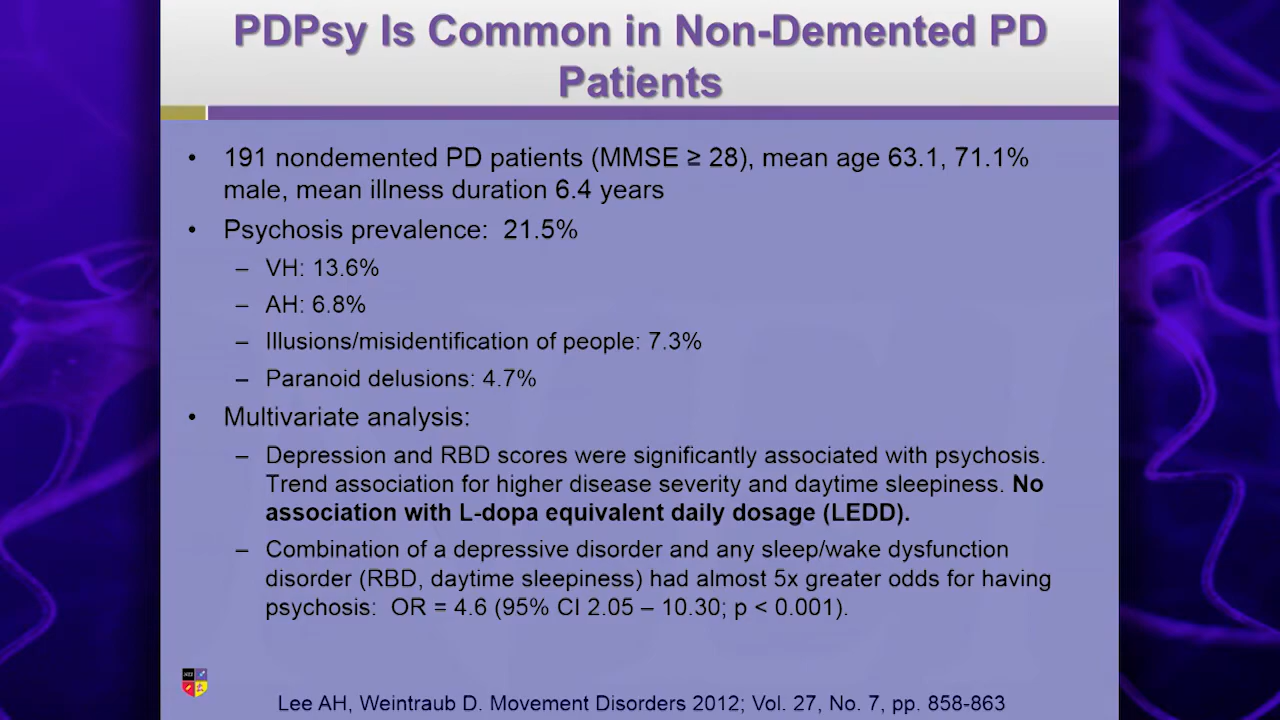 PDPsy Is Common in Non-Demented PD
Patients
• 191 nondemented PD patients (MMSE ≥ 28), mean age 63.1, 71.1%
male, mean illness duration 6.4 years
• Psychosis prevalence: 21.5%
– VH: 13.6%
– AH: 6.8%
– Illusions/misidentification of people: 7.3%
– Paranoid delusions: 4.7%
• Multivariate analysis:
– Depression and RBD scores were significantly associated with psychosis.
Trend association for higher disease severity and daytime sleepiness. No
association with L-dopa equivalent daily dosage (LEDD).
– Combination of a depressive disorder and any sleep/wake dysfunction
disorder (RBD, daytime sleepiness) had almost 5x greater odds for having
psychosis: OR = 4.6 (95% CI 2.05 – 10.30; p < 0.001).
Lee AH, Weintraub D. Movement Disorders 2012; Vol. 27, No. 7, pp. 858-863